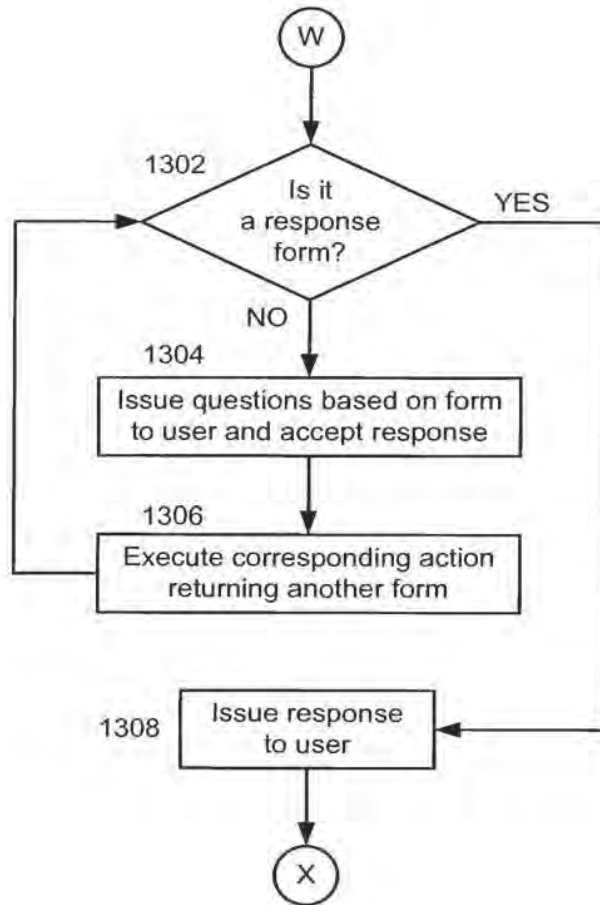 W
1302
Is it
a response
form?
YES
NO
1304
Issue questions based on form
to user and accept response
1306
Execute corresponding action
returning another form
1308
Issue response
to user
X